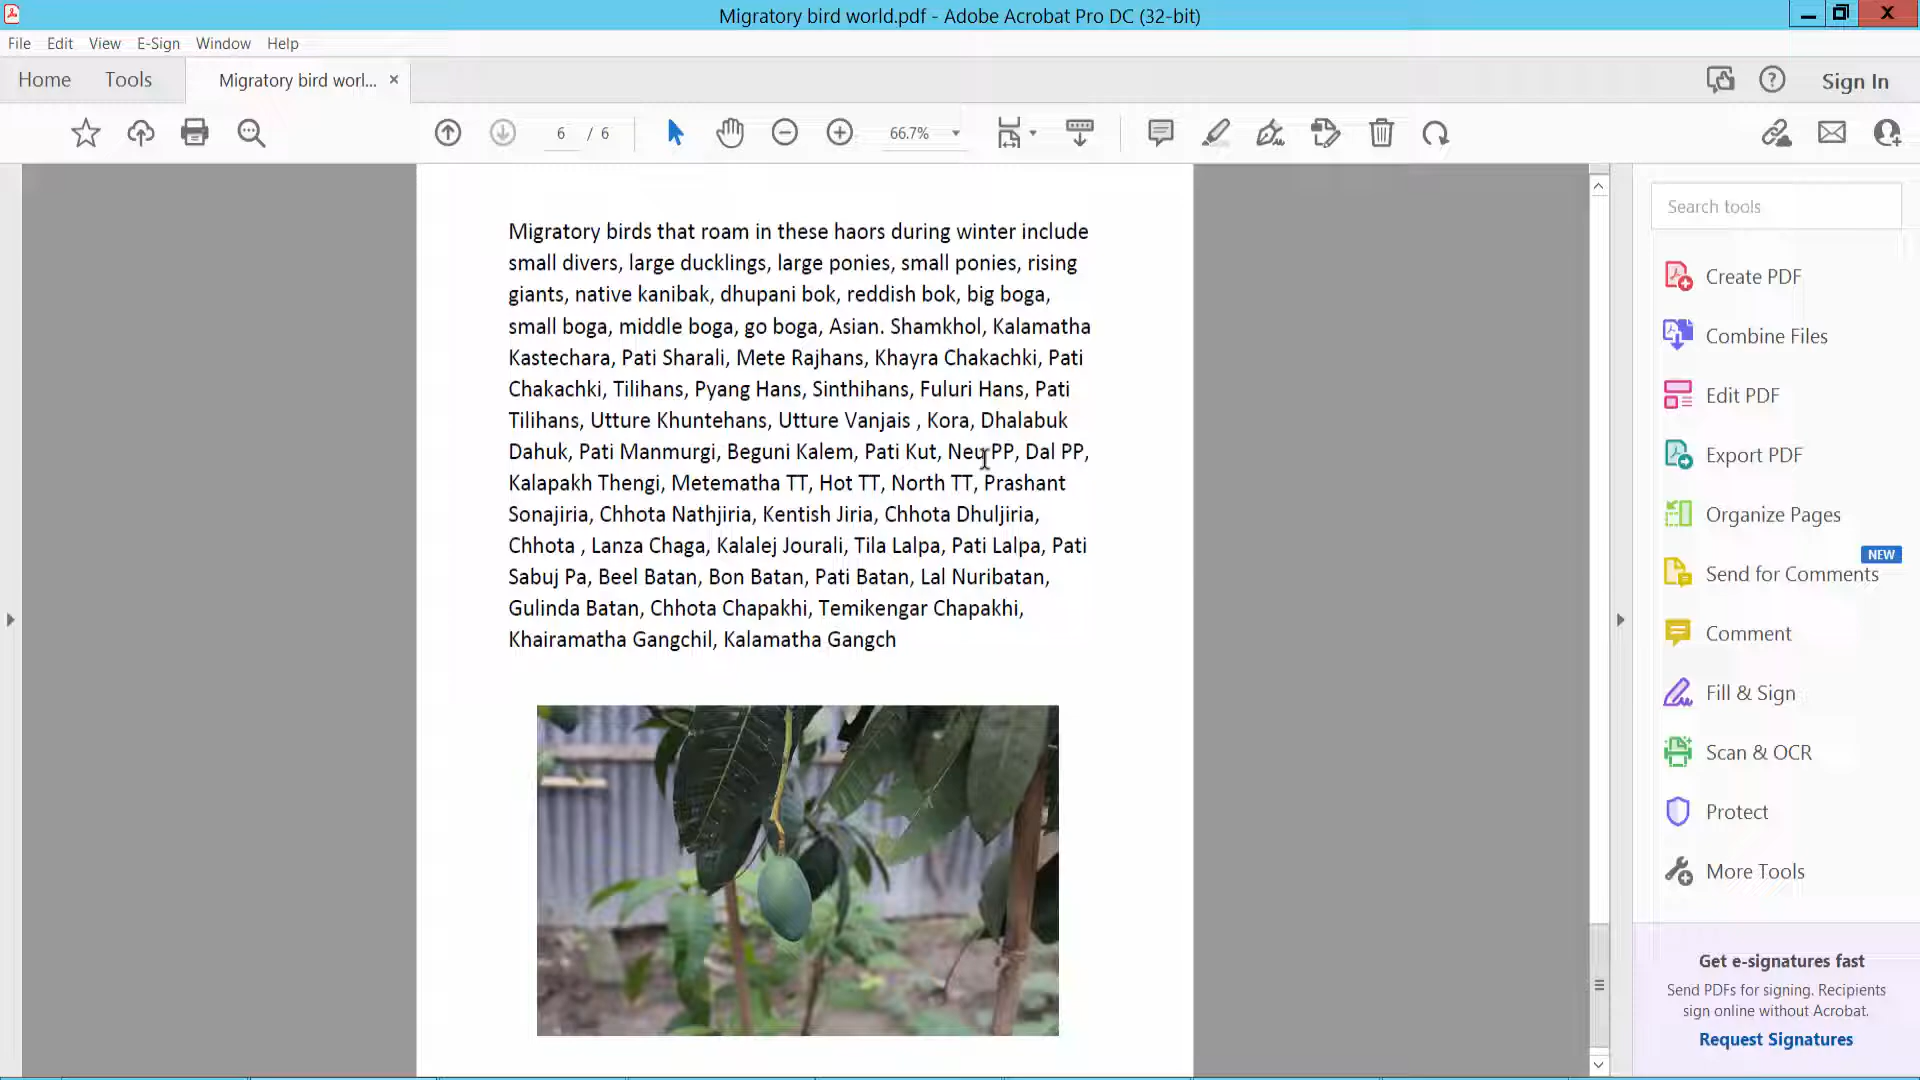 Migratory bird world.pdf - Adobe Acrobat Pro DC (32-bit)
File Edit View E-Sign Window Help
Home Tools Migratory bird worl... × Sign In
6 / 6 66.7%
Search tools
Migratory birds that roam in these haors during winter include
small divers, large ducklings, large ponies, small ponies, rising
giants, native kanibak, dhupani bok, reddish bok, big boga,
small boga, middle boga, go boga, Asian. Shamkhol, Kalamatha
Kastechara, Pati Sharali, Mete Rajhans, Khayra Chakachki, Pati
Chakachki, Tilihans, Pyang Hans, Sinthihans, Fuluri Hans, Pati
Tilihans, Utture Khuntehans, Utture Vanjais , Kora, Dhalabuk
Dahuk, Pati Manmurgi, Beguni Kalem, Pati Kut, Neu PP, Dal PP,
Kalapakh Thengi, Metematha TT, Hot TT, North TT, Prashant
Sonajiria, Chhota Nathjiria, Kentish Jiria, Chhota Dhuljiria,
Chhota , Lanza Chaga, Kalalej Jourali, Tila Lalpa, Pati Lalpa, Pati
Sabuj Pa, Beel Batan, Bon Batan, Pati Batan, Lal Nuribatan,
Gulinda Batan, Chhota Chapakhi, Temikengar Chapakhi,
Khairamatha Gangchil, Kalamatha Gangch
Create PDF
Combine Files
Edit PDF
Export PDF
Organize Pages
NEW
Send for Comments
Comment
Fill & Sign
Scan & OCR
Protect
More Tools
Get e-signatures fast
Send PDFs for signing. Recipients
sign online without Acrobat.
Request Signatures